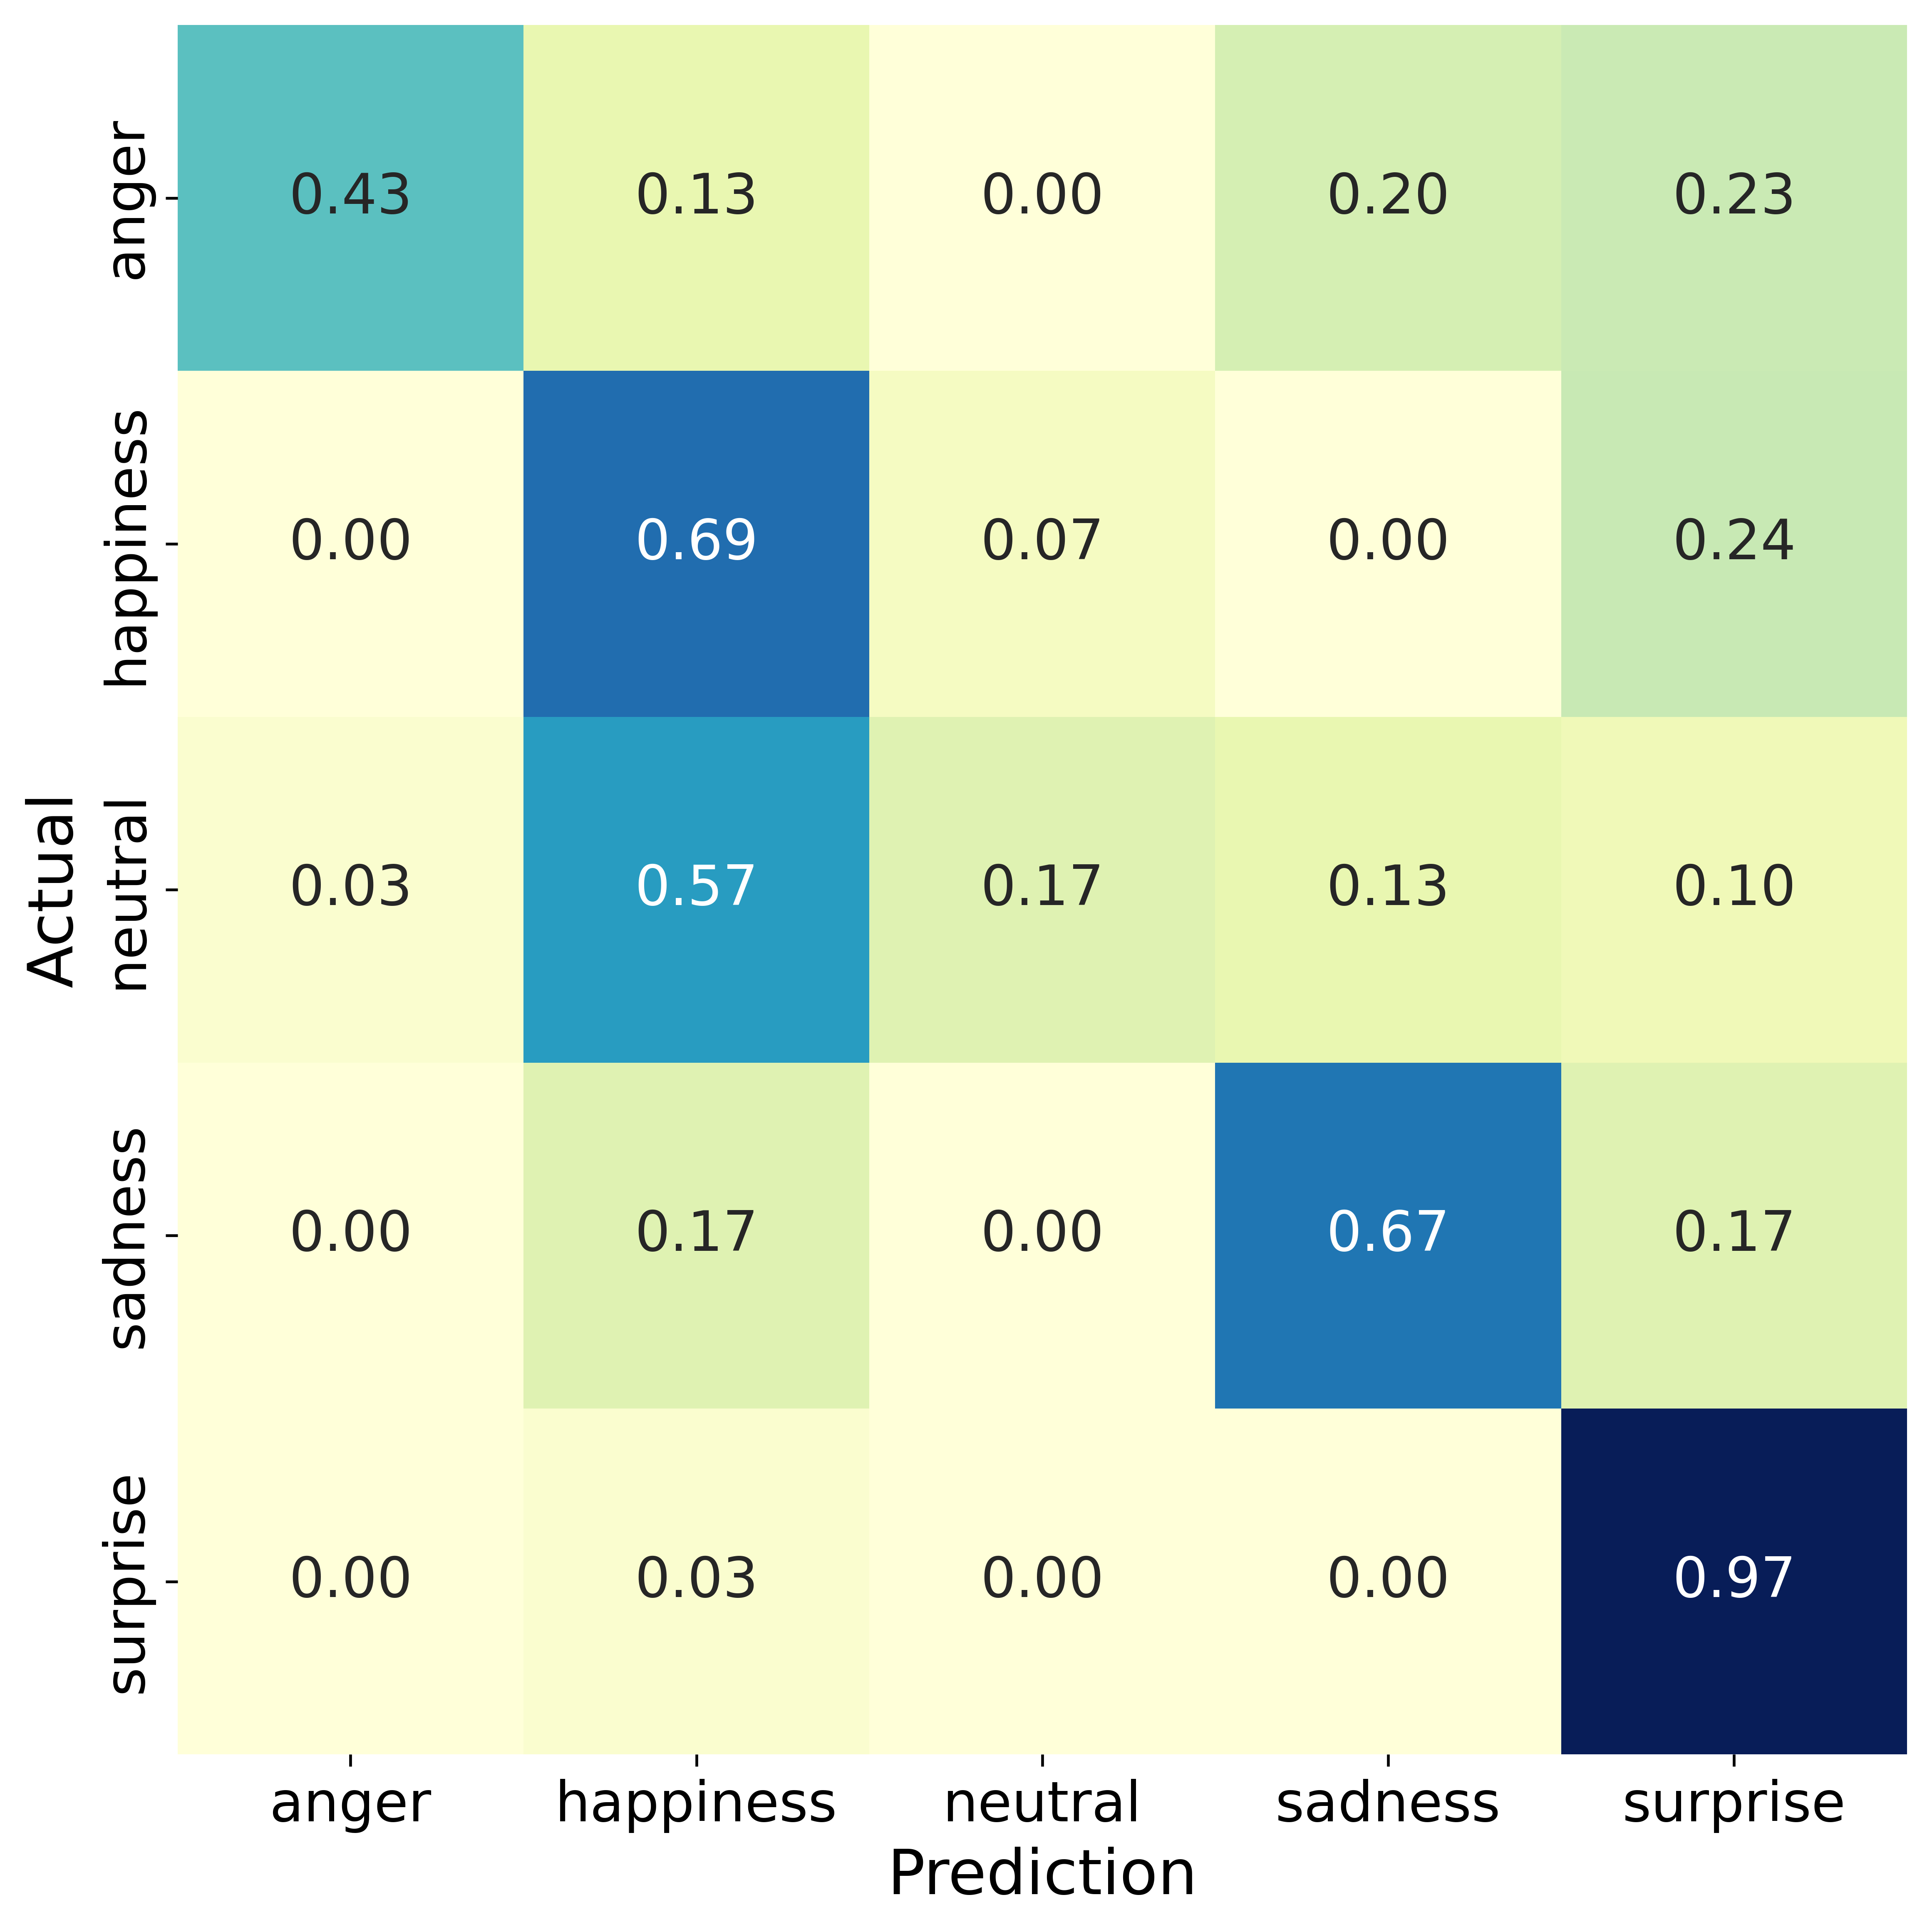 Actual
anger 0.43 0.13 0.00 0.20 0.23
happiness 0.00 0.69 0.07 0.00 0.24
neutral 0.03 0.57 0.17 0.13 0.10
sadness 0.00 0.17 0.00 0.67 0.17
surprise 0.00 0.03 0.00 0.00 0.97
anger happiness neutral sadness surprise
Prediction